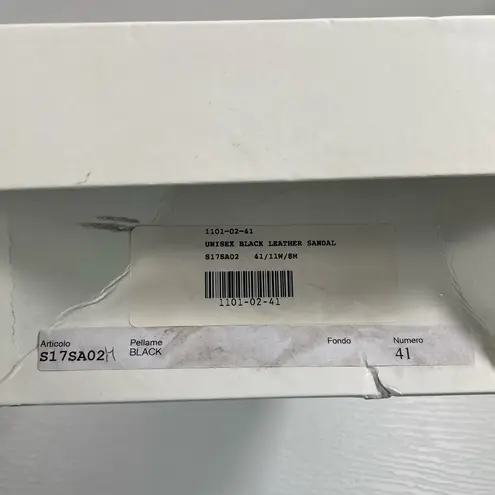 1101-02-41
UNISEX BLACK LEATHER SANDAL
S17SA02 41/11W/8M
1101-02-41
Articolo Pellame Fondo Numero
S17SA02M BLACK 41